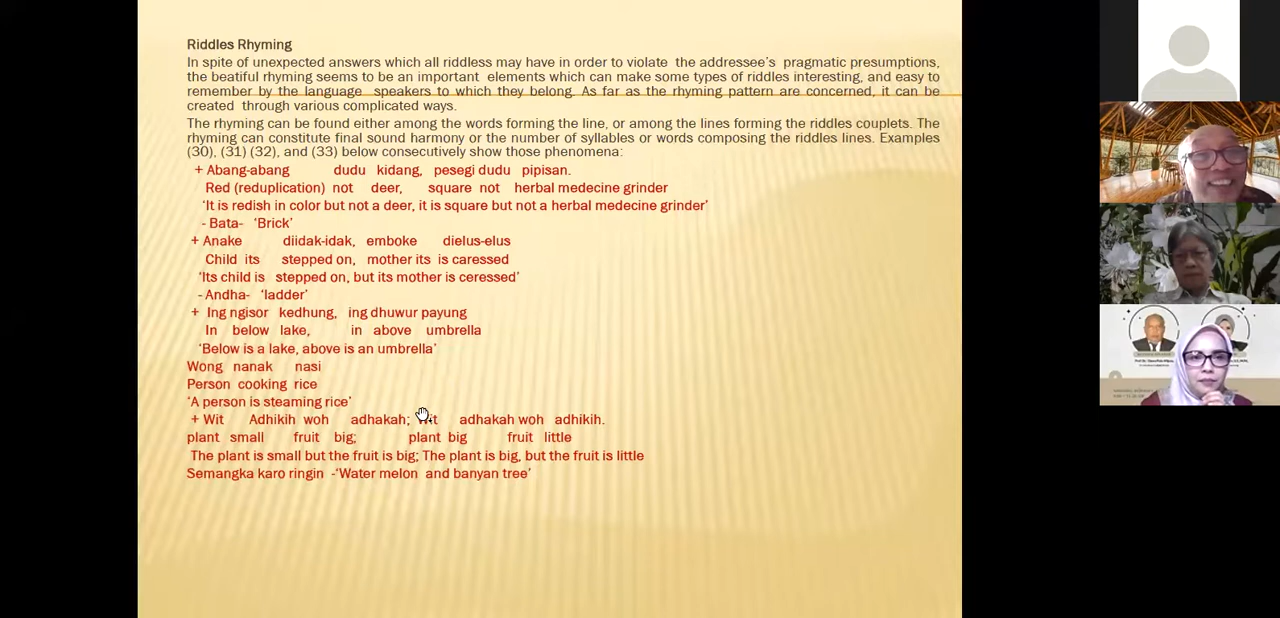 Riddles Rhyming
In spite of unexpected answers which all riddless may have in order to violate the addressee's pragmatic presumptions,
the beatiful rhyming seems to be an important elements which can make some types of riddles interesting, and easy to
remember by the language speakers to which they belong. As far as the rhyming pattern are concerned, it can be
created through various complicated ways.
The rhyming can be found either among the words forming the line, or among the lines forming the riddles couplets. The
rhyming can constitute final sound harmony or the number of syllables or words composing the riddles lines. Examples
(30), (31) (32), and (33) below consecutively show those phenomena:
+ Abang-abang dudu kidang, pesegi dudu pipisan.
Red (reduplication) not deer, square not herbal medecine grinder
'It is redish in color but not a deer, it is square but not a herbal medecine grinder'
- Bata- 'Brick'
+ Anake diidak-idak, emboke dielus-elus
Child its stepped on, mother its is caressed
'Its child is stepped on, but its mother is ceressed'
- Andha- 'ladder'
+ Ing ngisor kedhung, ing dhuwur payung
In below lake, in above umbrella
'Below is a lake, above is an umbrella'
Wong nanak nasi
Person cooking rice
'A person is steaming rice'
+ Wit Adhikih woh adhakah; adhakah woh adhikih.
plant small fruit big; plant big fruit little
The plant is small but the fruit is big; The plant is big, but the fruit is little
Semangka karo ringin -'Water melon and banyan tree'